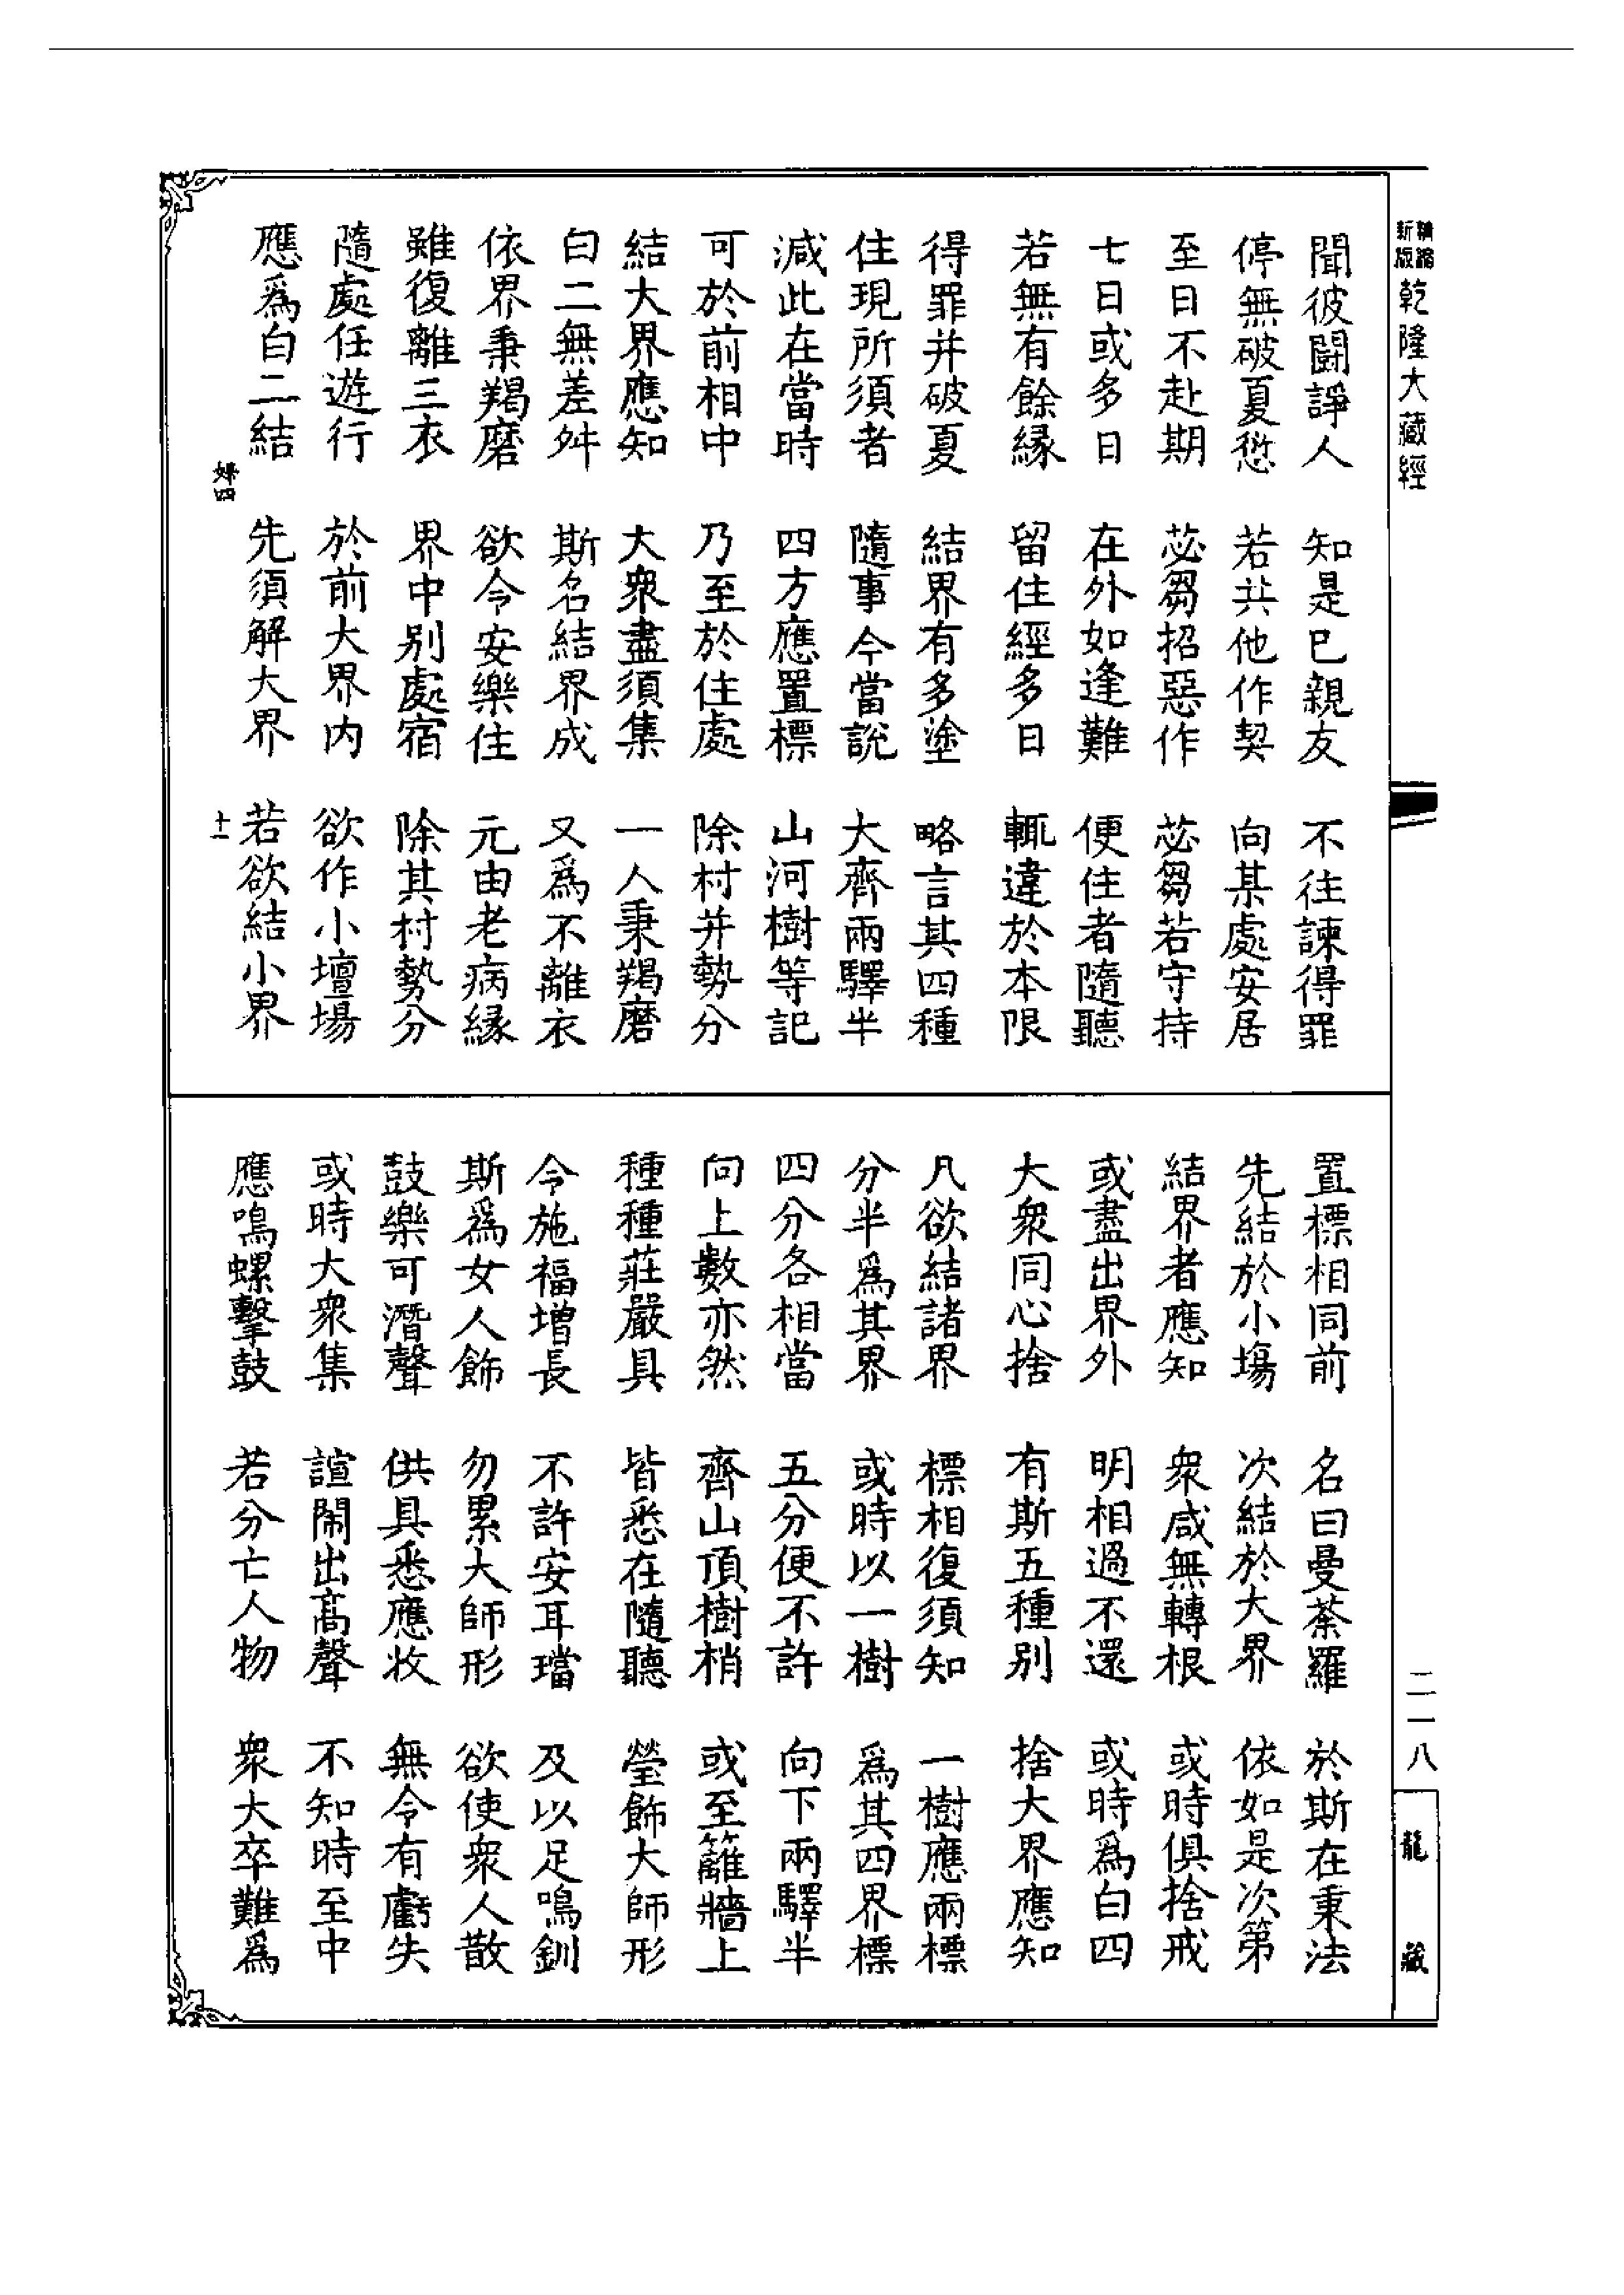 新版
精縮
乾隆大藏經
聞彼鬪諍人　知是巳親友　不往諫得罪
停無破夏愆　若共他作契　向某處安居
至日不赴期　苾芻招惡作　苾芻若守持
七日或多日　在外如逢難　便住者隨聽
若無有餘縁　留住經多日　輒違於本限
得罪并破夏　結界有多塗　略言其四種
住現所須者　隨事今當說　大齊兩驛半
減此在當時　四方應置標　山河樹等記
可於前相中　乃至於住處　除村并勢分
結大界應知　大衆盡須集　一人秉羯磨
白二無差舛　斯名結界成　又爲不離衣
依界秉羯磨　欲令安樂住　元由老病縁
雖復離三衣　界中别處宿　除其村勢分
隨處任遊行　於前大界内　欲作小壇場
應爲白二結　先須解大界　若欲結小界
十一
置標相同前　名曰曼荼羅　於斯在秉法
先結於小塲　次結於大界　依如是次第
結界者應知　衆咸無轉根　或時俱捨戒
或盡出界外　明相過不還　或時爲白四
大衆同心捨　有斯五種别　捨大界應知
凡欲結諸界　標相復須知　一樹應兩標
分半爲其界　或時以一樹　爲其四界標
四分各相當　五分便不許　向下兩驛半
向上數亦然　齊山頂樹梢　或至籬牆上
種種莊嚴具　皆悉在隨聽　瑩飾大師形
令施福增長　不許安耳璫　及以足鳴釧
斯爲女人飾　勿累大師形　欲使衆人散
鼓樂可潛聲　供具悉應收　無令有虧失
或時大衆集　諠閙出高聲　不知時至中
應鳴螺擊鼓　若分亡人物　衆大卒難爲
二一八
龍藏